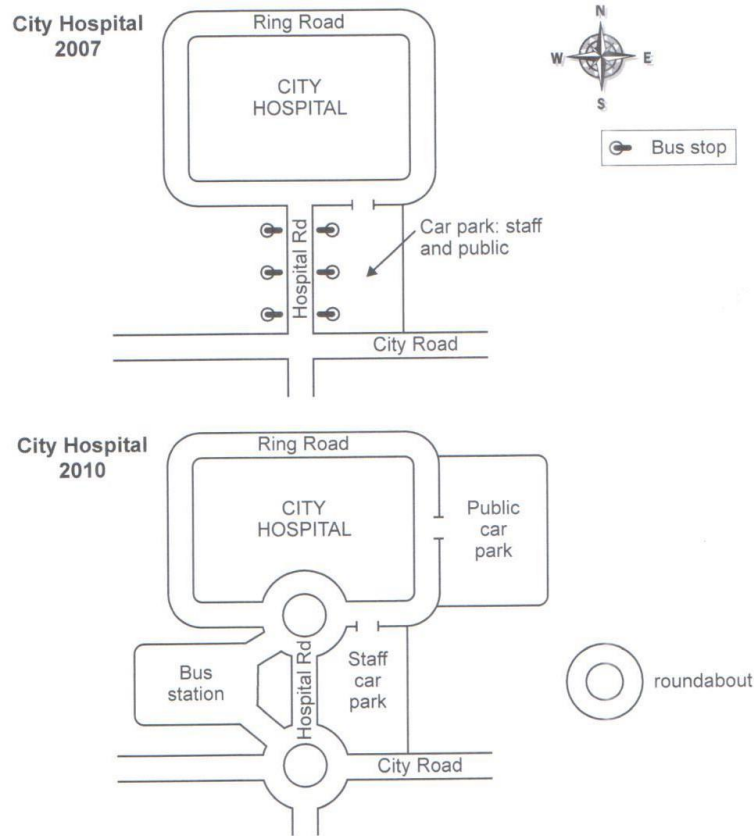 City Hospital
2007
Ring Road
CITY
HOSPITAL
N
W
E
S
Bus stop
Hospital Rd
Car park: staff
and public
City Road
City Hospital
2010
Ring Road
CITY
HOSPITAL
Public
car
park
Bus
station
Hospital Rd
Staff
car
park
roundabout
City Road